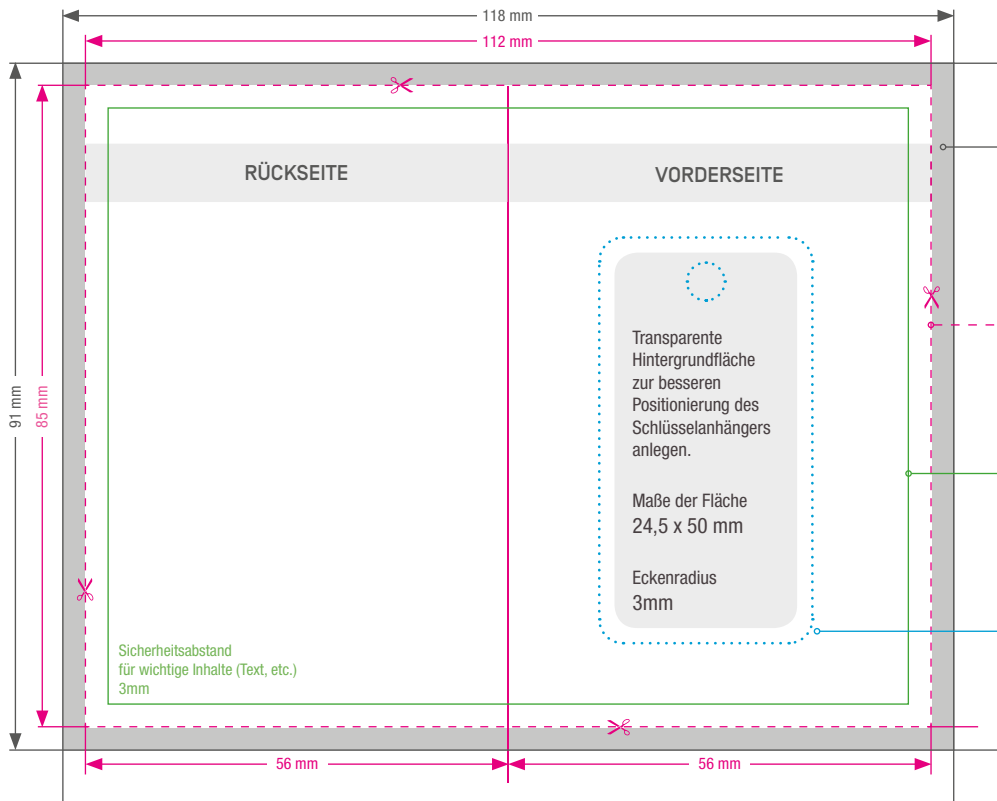 118 mm
112 mm
RÜCKSEITE
VORDERSEITE
91 mm
85 mm
Transparente
Hintergrundfläche
zur besseren
Positionierung des
Schlüsselanhängers
anlegen.
Maße der Fläche
24,5 x 50 mm
Eckenradius
3mm
Sicherheitsabstand
für wichtige Inhalte (Text, etc.)
3mm
56 mm
56 mm